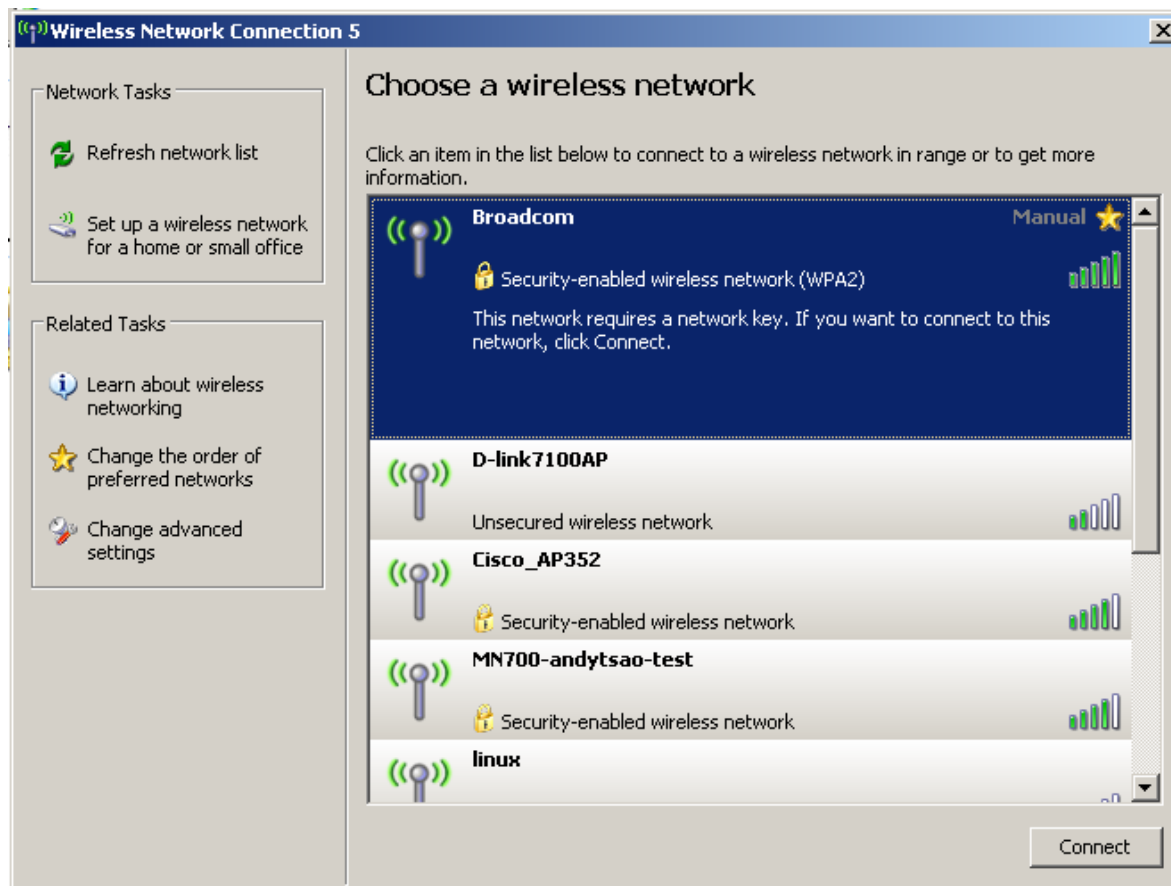 Wireless Network Connection 5
Network Tasks
Refresh network list
Set up a wireless network
for a home or small office
Related Tasks
Learn about wireless
networking
Change the order of
preferred networks
Change advanced
settings
Choose a wireless network
Click an item in the list below to connect to a wireless network in range or to get more
information.
Broadcom
Manual
Security-enabled wireless network (WPA2)
This network requires a network key. If you want to connect to this
network, click Connect.
D-link7100AP
Unsecured wireless network
Cisco_AP352
Security-enabled wireless network
MN700-andytsao-test
Security-enabled wireless network
linux
Connect